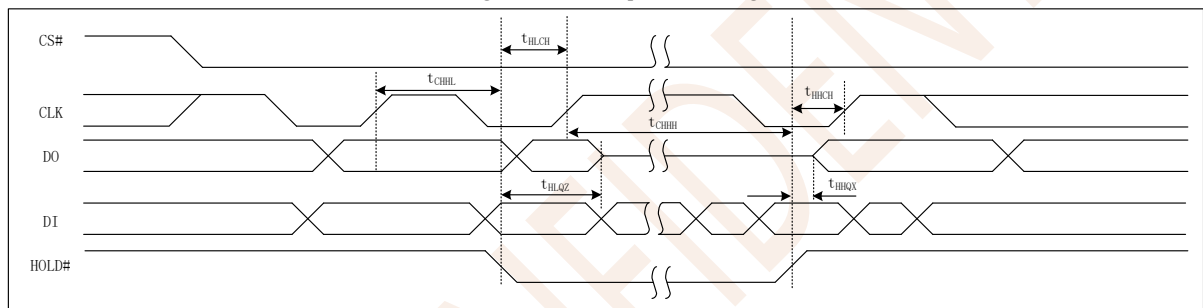 CS#
tHLCH
tCHHL
CLK
tHHCH
tCHHH
DO
tHLQZ
tHHQX
DI
HOLD#